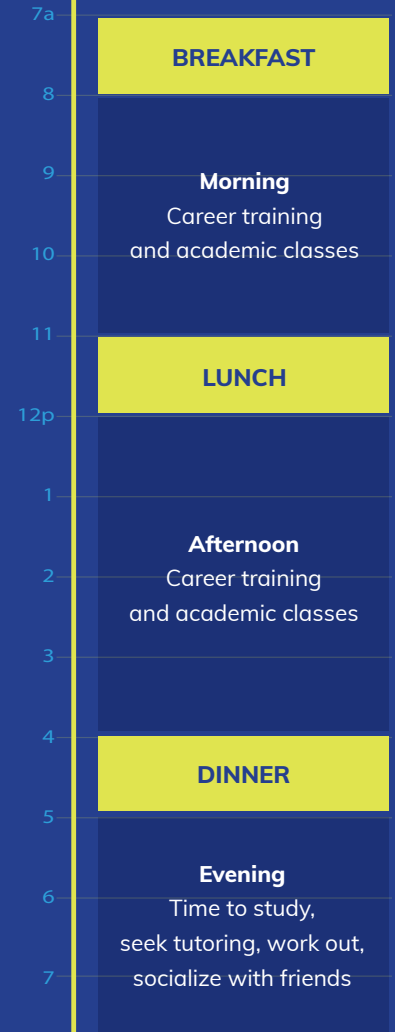 7a
BREAKFAST
8
9
Morning
Career training
10
and academic classes
11
LUNCH
12p
1
Afternoon
2
Career training
and academic classes
3
4
DINNER
5
Evening
6
Time to study,
seek tutoring, work out,
7
socialize with friends